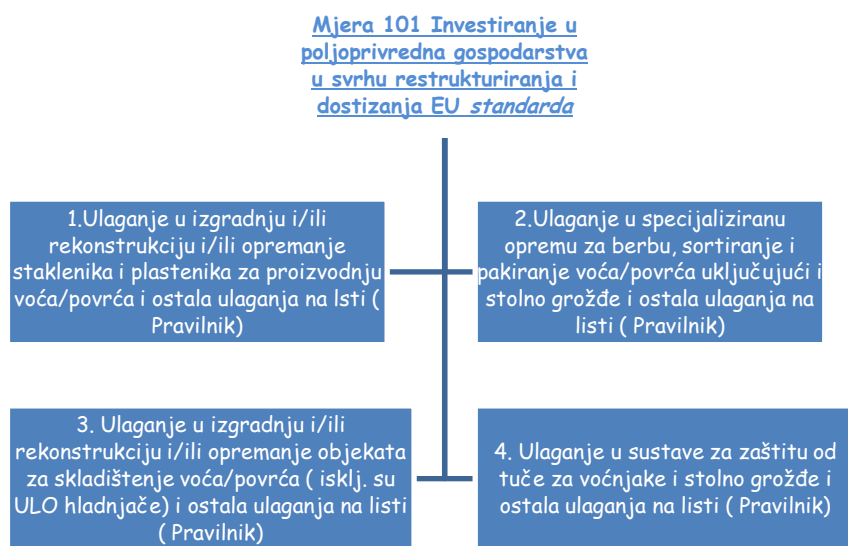 Mjera 101 Investiranje u
poljoprivredna gospodarstva
u svrhu restrukturiranja i
dostizanja EU standarda
1.Ulaganje u izgradnju i/ili
rekonstrukciju i/ili opremanje
staklenika i plastenika za proizvodnju
voća/povrća i ostala ulaganja na lsti (
Pravilnik)
2.Ulaganje u specijaliziranu
opremu za berbu, sortiranje i
pakiranje voća/povrća uključujući i
stolno grožđe i ostala ulaganja na
listi ( Pravilnik)
3. Ulaganje u izgradnju i/ili
rekonstrukciju i/ili opremanje objekata
za skladištenje voća/povrća ( isklj. su
ULO hladnjače) i ostala ulaganja na listi
( Pravilnik)
4. Ulaganje u sustave za zaštitu od
tuče za voćnjake i stolno grožđe i
ostala ulaganja na listi ( Pravilnik)